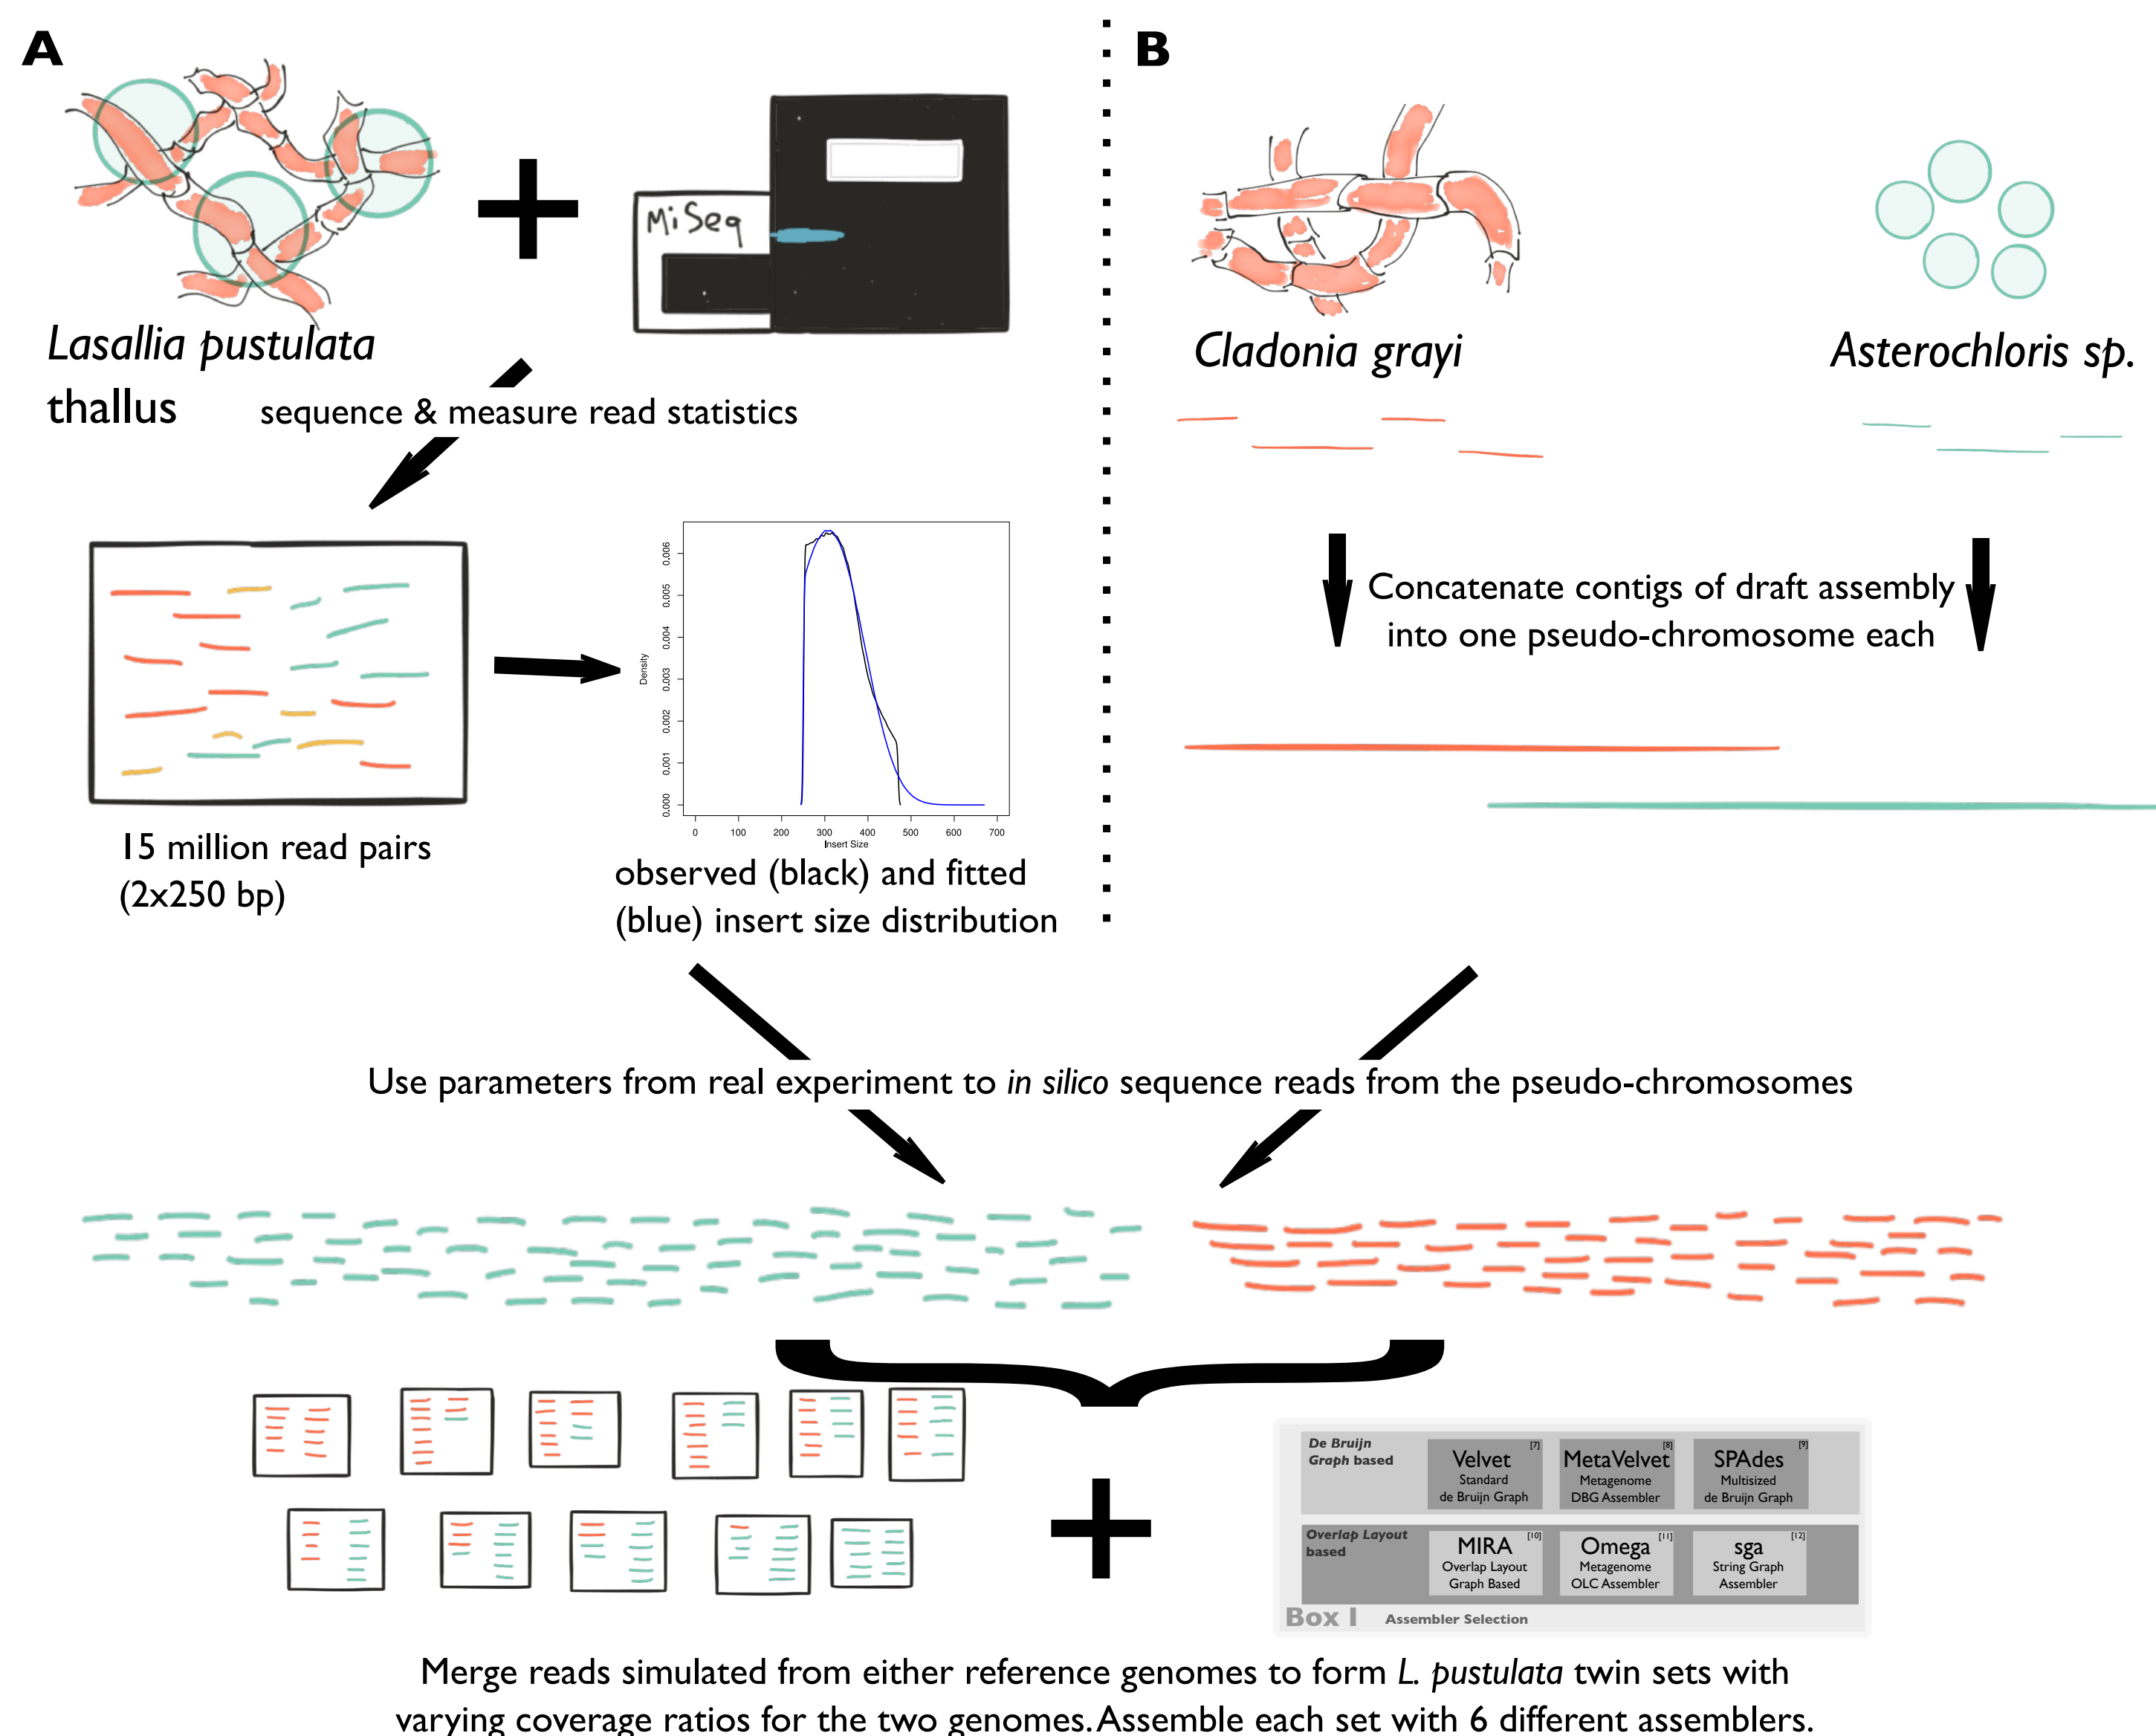 A
B
MiSeq
Lasallia pustulata
thallus
sequence & measure read statistics
Cladonia grayi
Asterochloris sp.
Concatenate contigs of draft assembly
into one pseudo-chromosome each
Density
0.000
0.001
0.002
0.003
0.004
0.005
0.006
0 100 200 300 400 500 600 700
Insert Size
15 million read pairs
(2x250 bp)
observed (black) and fitted
(blue) insert size distribution
Use parameters from real experiment to in silico sequence reads from the pseudo-chromosomes
De Bruijn
Graph based
Velvet [7]
Standard
de Bruijn Graph
MetaVelvet [8]
Metagenome
DBG Assembler
SPAdes [9]
Multisized
de Bruijn Graph
Overlap Layout
based
MIRA [10]
Overlap Layout
Graph Based
Omega [11]
Metagenome
OLC Assembler
sga [12]
String Graph
Assembler
Box 1 Assembler Selection
Merge reads simulated from either reference genomes to form L. pustulata twin sets with
varying coverage ratios for the two genomes. Assemble each set with 6 different assemblers.